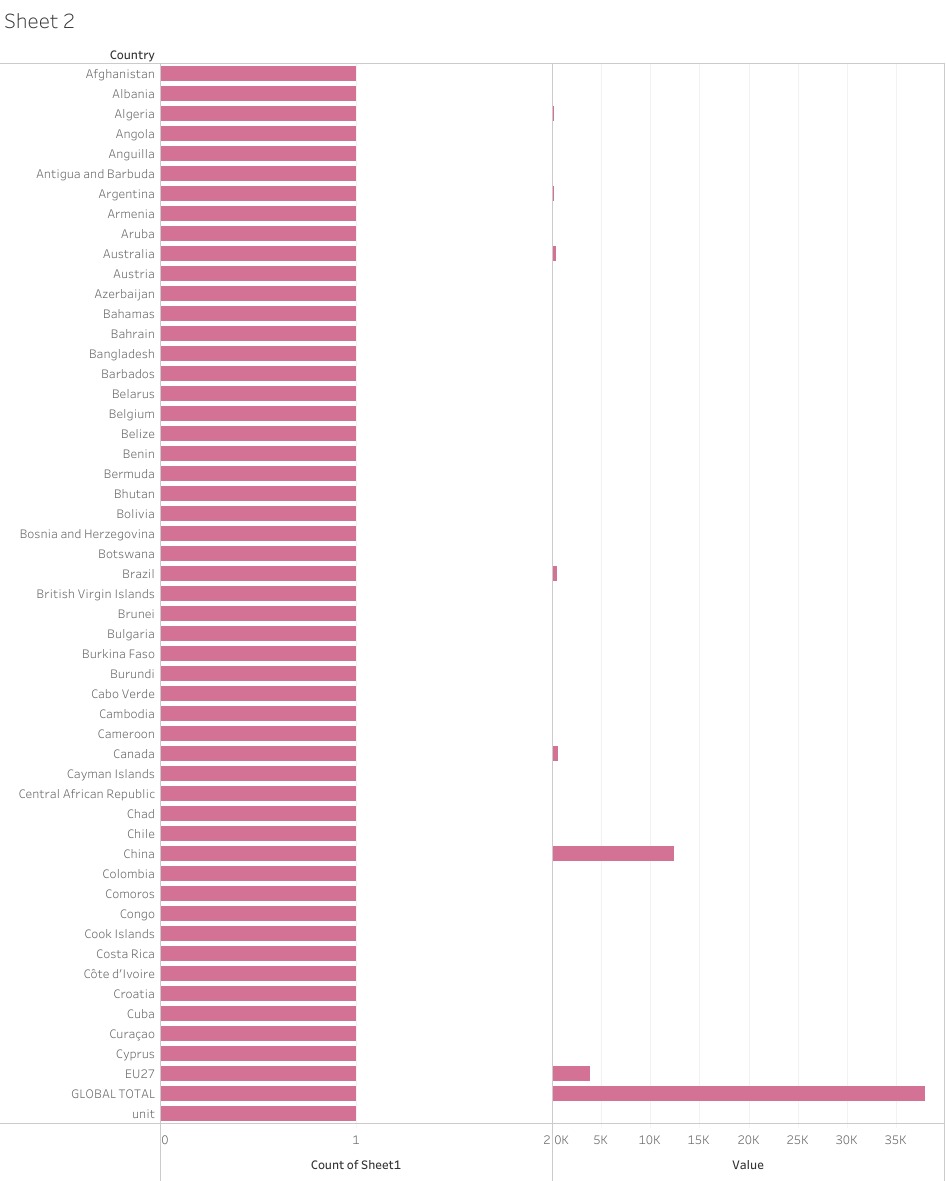 Sheet 2
Country
Afghanistan
Albania
Algeria
Angola
Anguilla
Antigua and Barbuda
Argentina
Armenia
Aruba
Australia
Austria
Azerbaijan
Bahamas
Bahrain
Bangladesh
Barbados
Belarus
Belgium
Belize
Benin
Bermuda
Bhutan
Bolivia
Bosnia and Herzegovina
Botswana
Brazil
British Virgin Islands
Brunei
Bulgaria
Burkina Faso
Burundi
Cabo Verde
Cambodia
Cameroon
Canada
Cayman Islands
Central African Republic
Chad
Chile
China
Colombia
Comoros
Congo
Cook Islands
Costa Rica
Côte d'Ivoire
Croatia
Cuba
Curaçao
Cyprus
EU27
GLOBAL TOTAL
unit
0 1 2 0K 5K 10K 15K 20K 25K 30K 35K
Count of Sheet1 Value